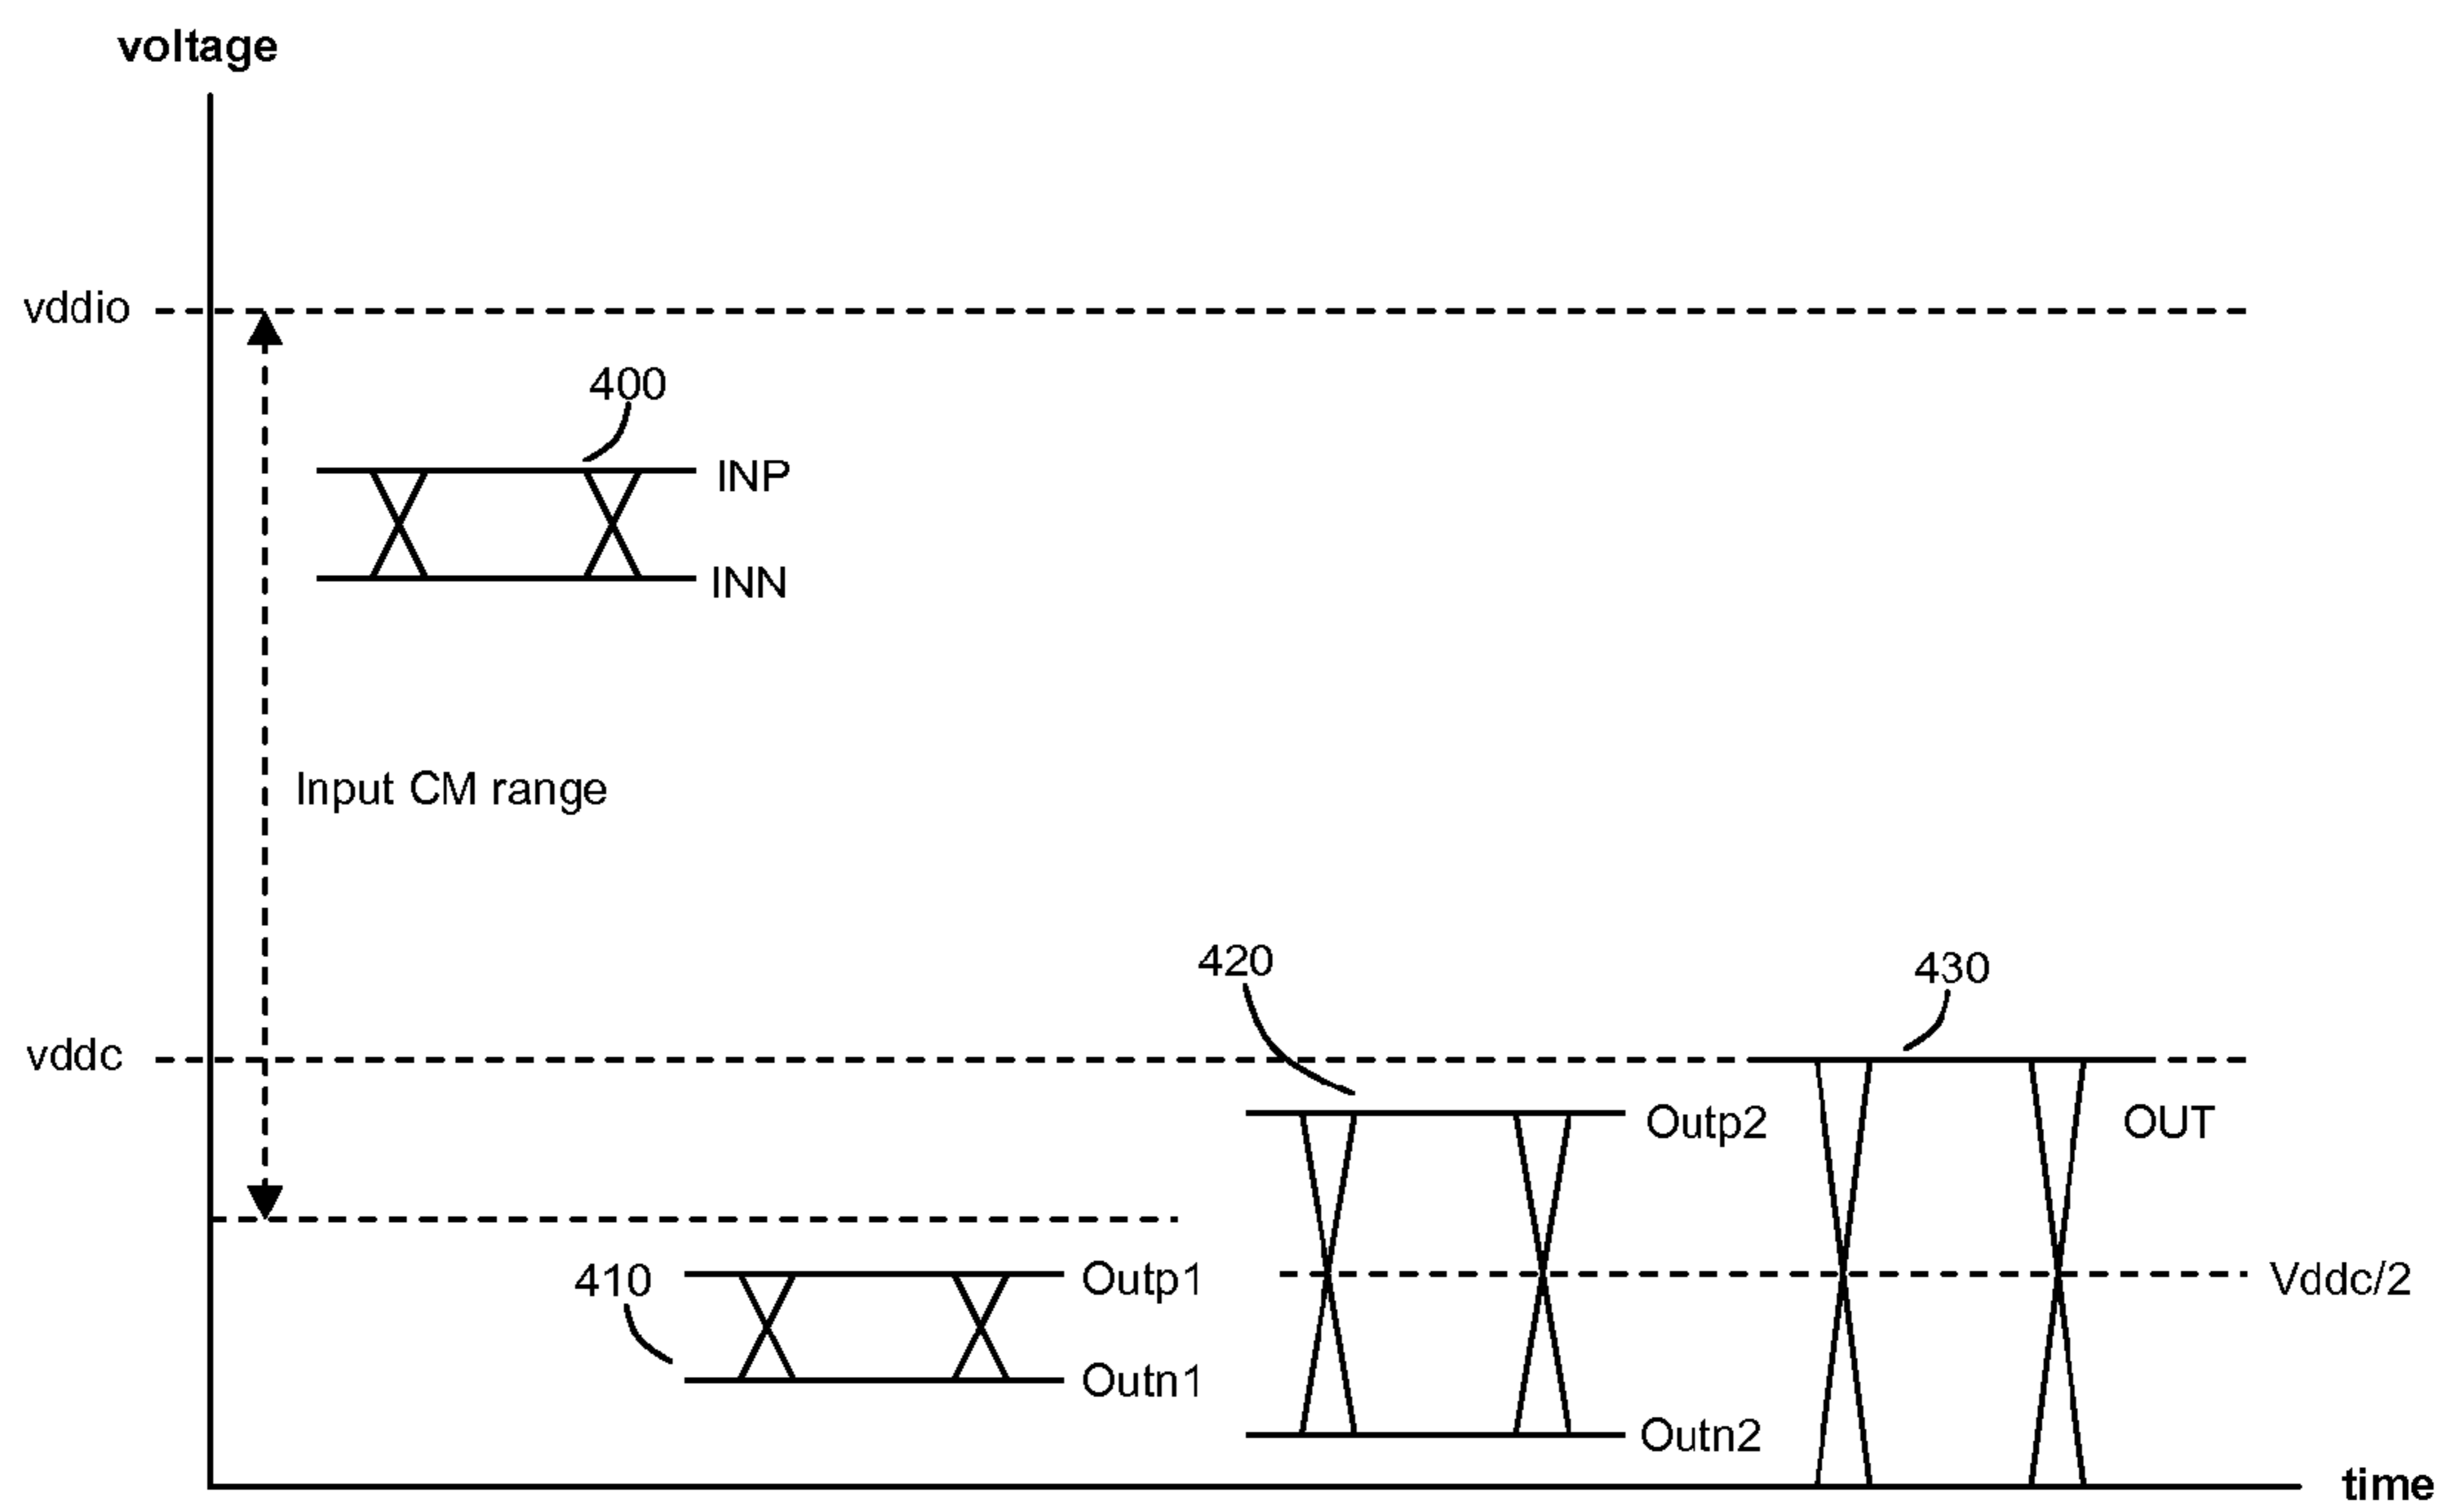 voltage
vddio
400
INP
INN
Input CM range
420
430
vddc
Outp2
OUT
410
Outp1
Vddc/2
Outn1
Outn2
time